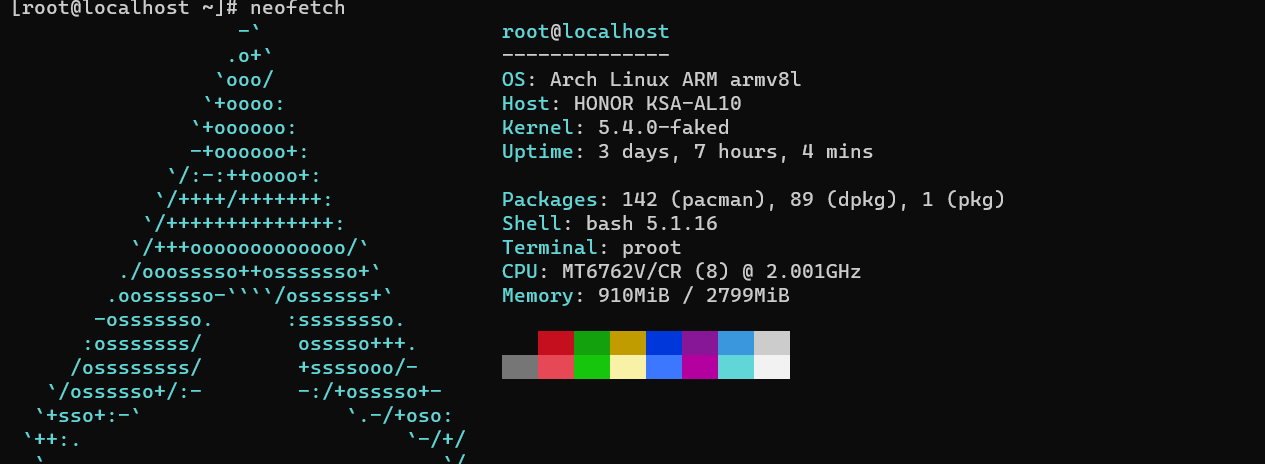 [root@localhost ~]# neofetch
                   -`                    root@localhost
                  .o+`                   --------------
                 `ooo/                   OS: Arch Linux ARM armv8l
                `+oooo:                  Host: HONOR KSA-AL10
               `+oooooo:                 Kernel: 5.4.0-faked
               -+oooooo+:                Uptime: 3 days, 7 hours, 4 mins
             `/:-:++oooo+:
            `/++++/+++++++:              Packages: 142 (pacman), 89 (dpkg), 1 (pkg)
           `/++++++++++++++:             Shell: bash 5.1.16
          `/+++ooooooooooooo/`           Terminal: proot
         ./ooosssso++osssssso+`          CPU: MT6762V/CR (8) @ 2.001GHz
        .oossssso-````/ossssss+`         Memory: 910MiB / 2799MiB
       -osssssso.      :ssssssso.
      :osssssss/        osssso+++.
     /ossssssss/        +ssssooo/-
   `/ossssso+/:-        -:/+osssso+-
  `+sso+:-`                 `.-/+oso:
 `++:.                           `-/+/
  `                                 `/